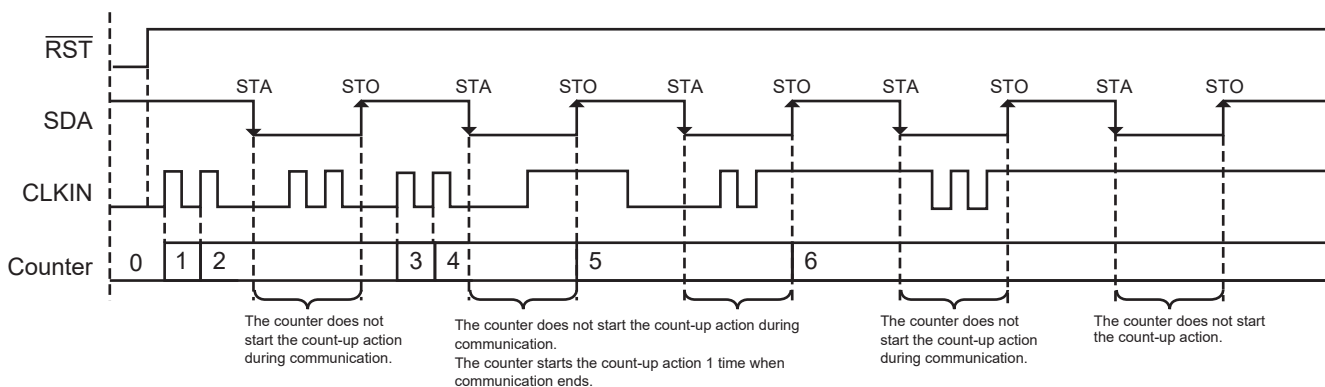 RST
STA STO STA STO STA STO STA STO STA STO
SDA
CLKIN
Counter 0 1 2 3 4 5 6
The counter does not
start the count-up action
during communication.
The counter does not start the count-up action during
communication.
The counter starts the count-up action 1 time when
communication ends.
The counter does not
start the count-up action
during communication.
The counter does not start
the count-up action.